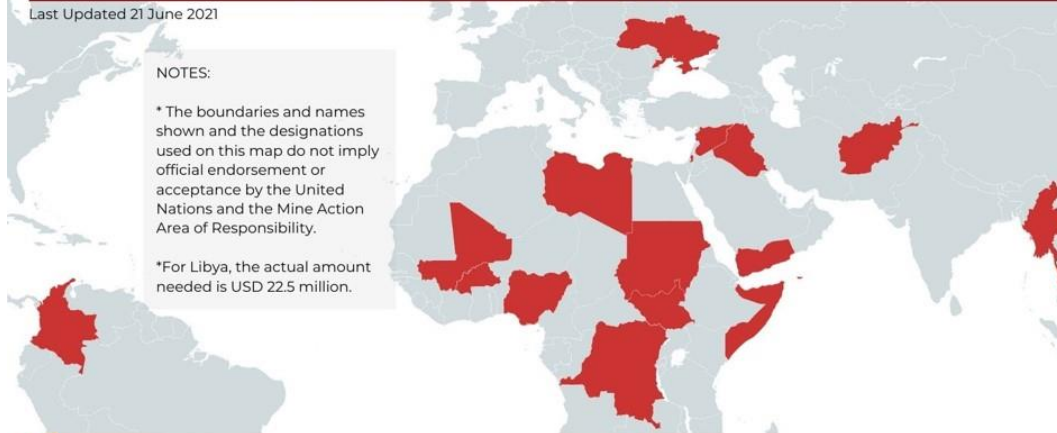 Last Updated 21 June 2021
NOTES:
* The boundaries and names
shown and the designations
used on this map do not imply
official endorsement or
acceptance by the United
Nations and the Mine Action
Area of Responsibility.
*For Libya, the actual amount
needed is USD 22.5 million.